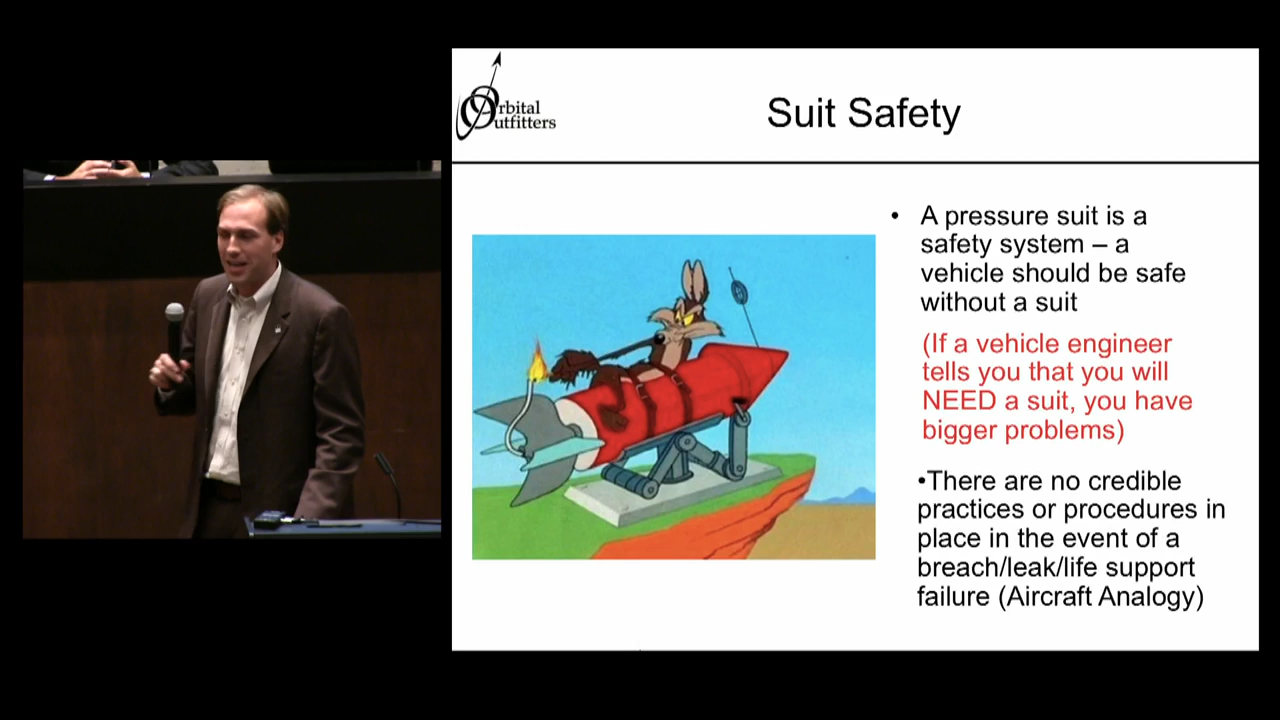 Orbital
Outfitters
Suit Safety
• A pressure suit is a
safety system – a
vehicle should be safe
without a suit
(If a vehicle engineer
tells you that you will
NEED a suit, you have
bigger problems)
•There are no credible
practices or procedures in
place in the event of a
breach/leak/life support
failure (Aircraft Analogy)